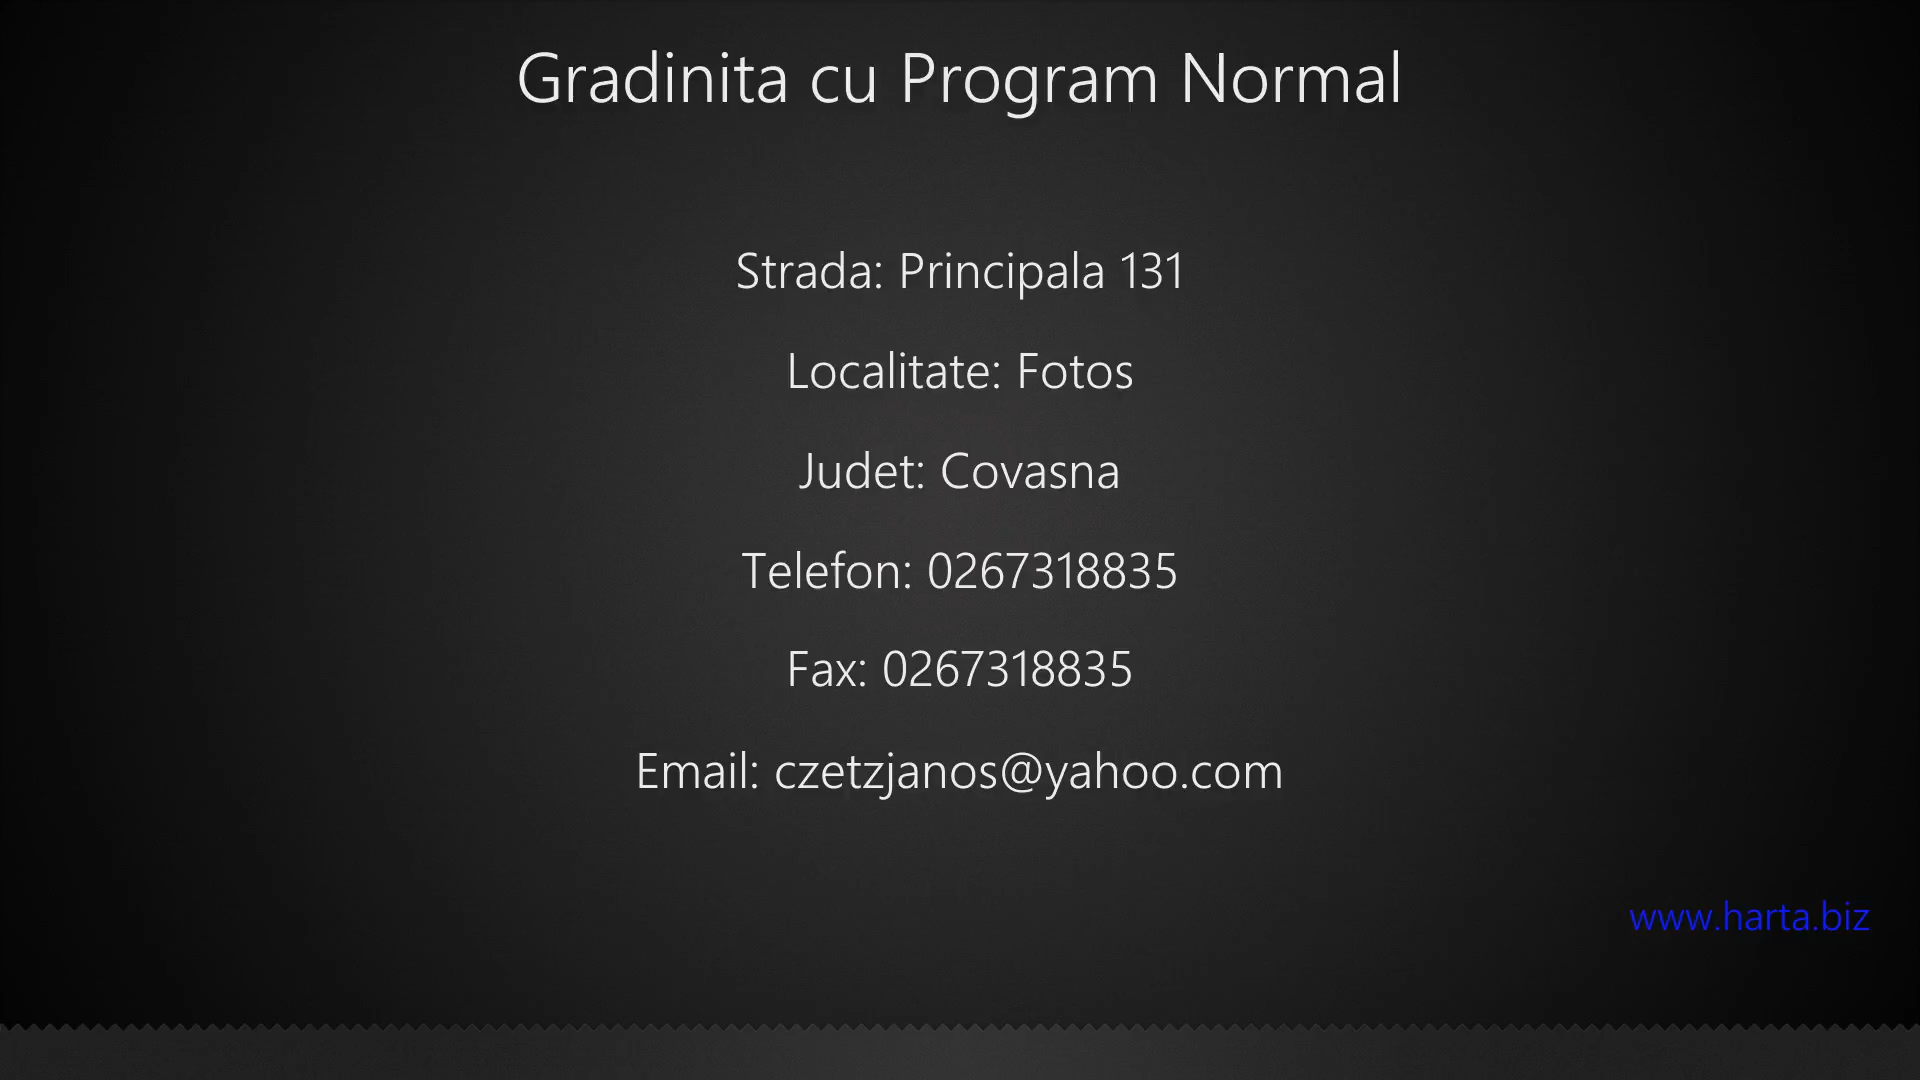 Gradinita cu Program Normal
Strada: Principala 131
Localitate: Fotos
Judet: Covasna
Telefon: 0267318835
Fax: 0267318835
Email: czetzjanos@yahoo.com
www.harta.biz